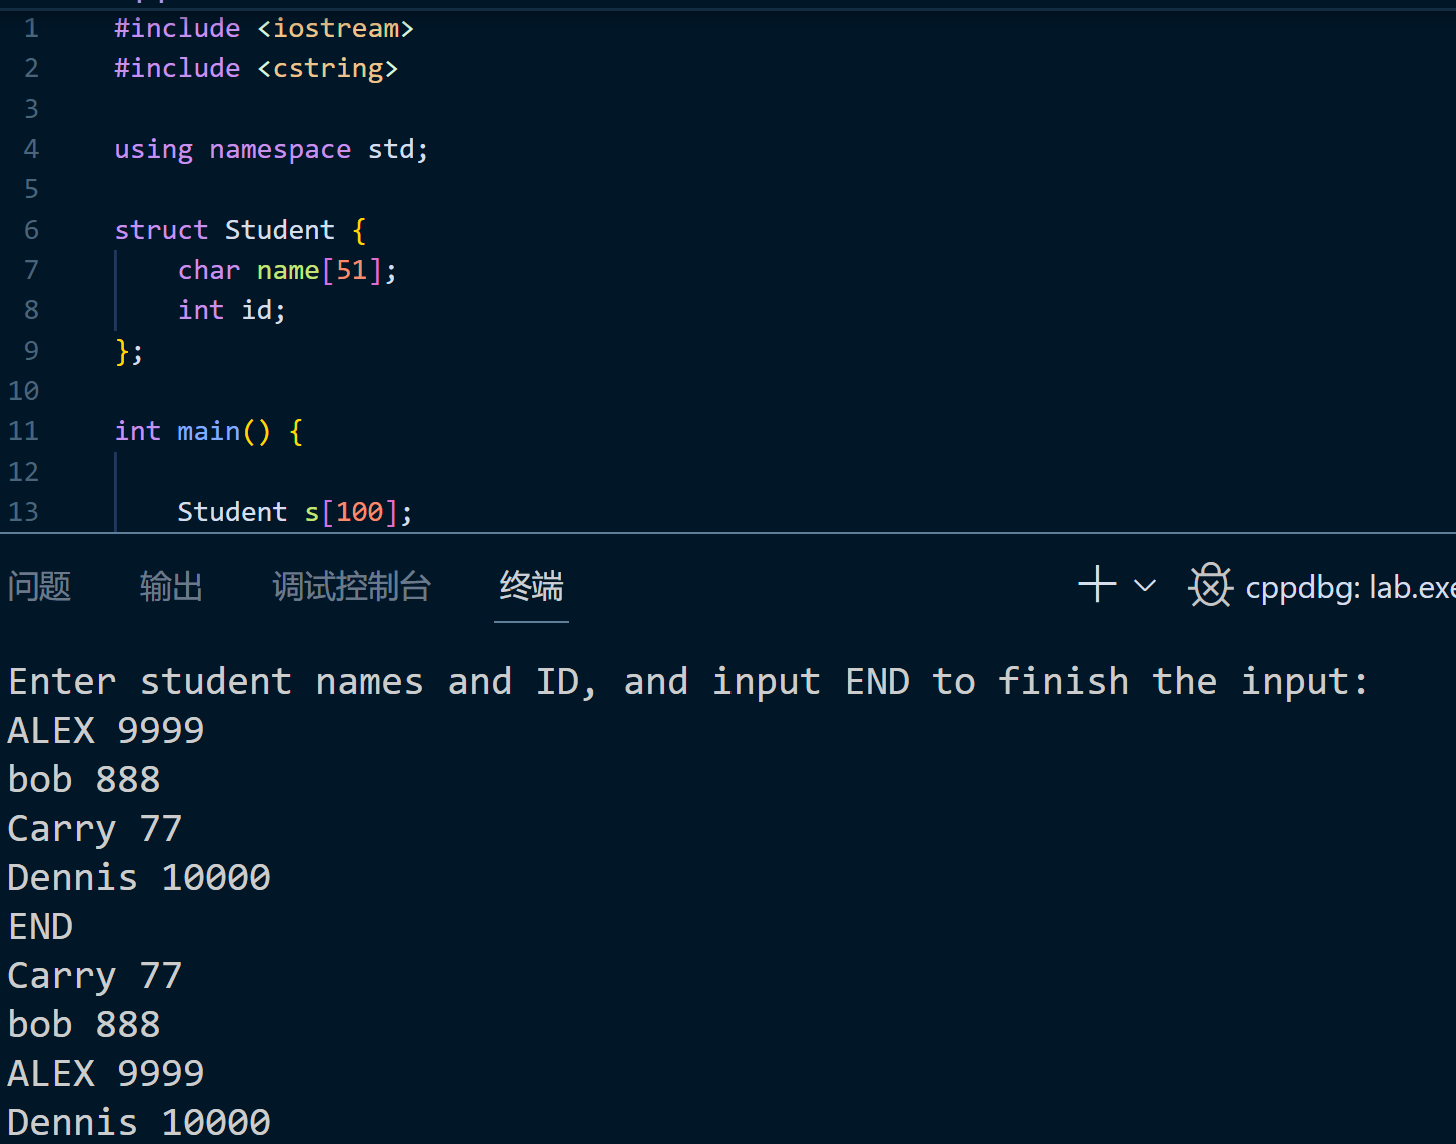 1 #include <iostream>
2 #include <cstring>
3
4 using namespace std;
5
6 struct Student {
7 char name[51];
8 int id;
9 };
10
11 int main() {
12
13 Student s[100];
问题 输出 调试控制台 终端 cppdbg: lab.exe
Enter student names and ID, and input END to finish the input:
ALEX 9999
bob 888
Carry 77
Dennis 10000
END
Carry 77
bob 888
ALEX 9999
Dennis 10000